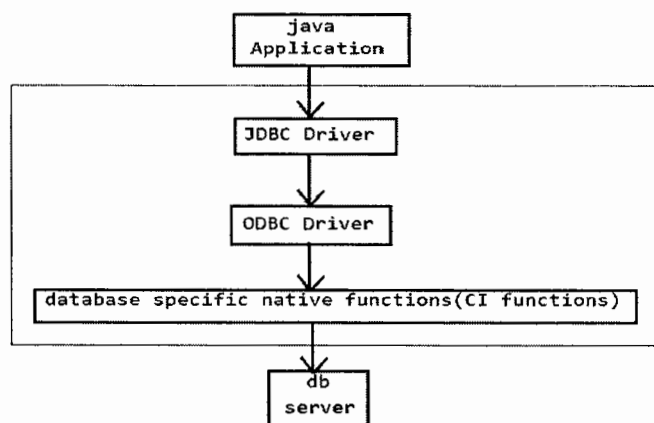 java
Application
JDBC Driver
ODBC Driver
database specific native functions(CI functions)
db
server